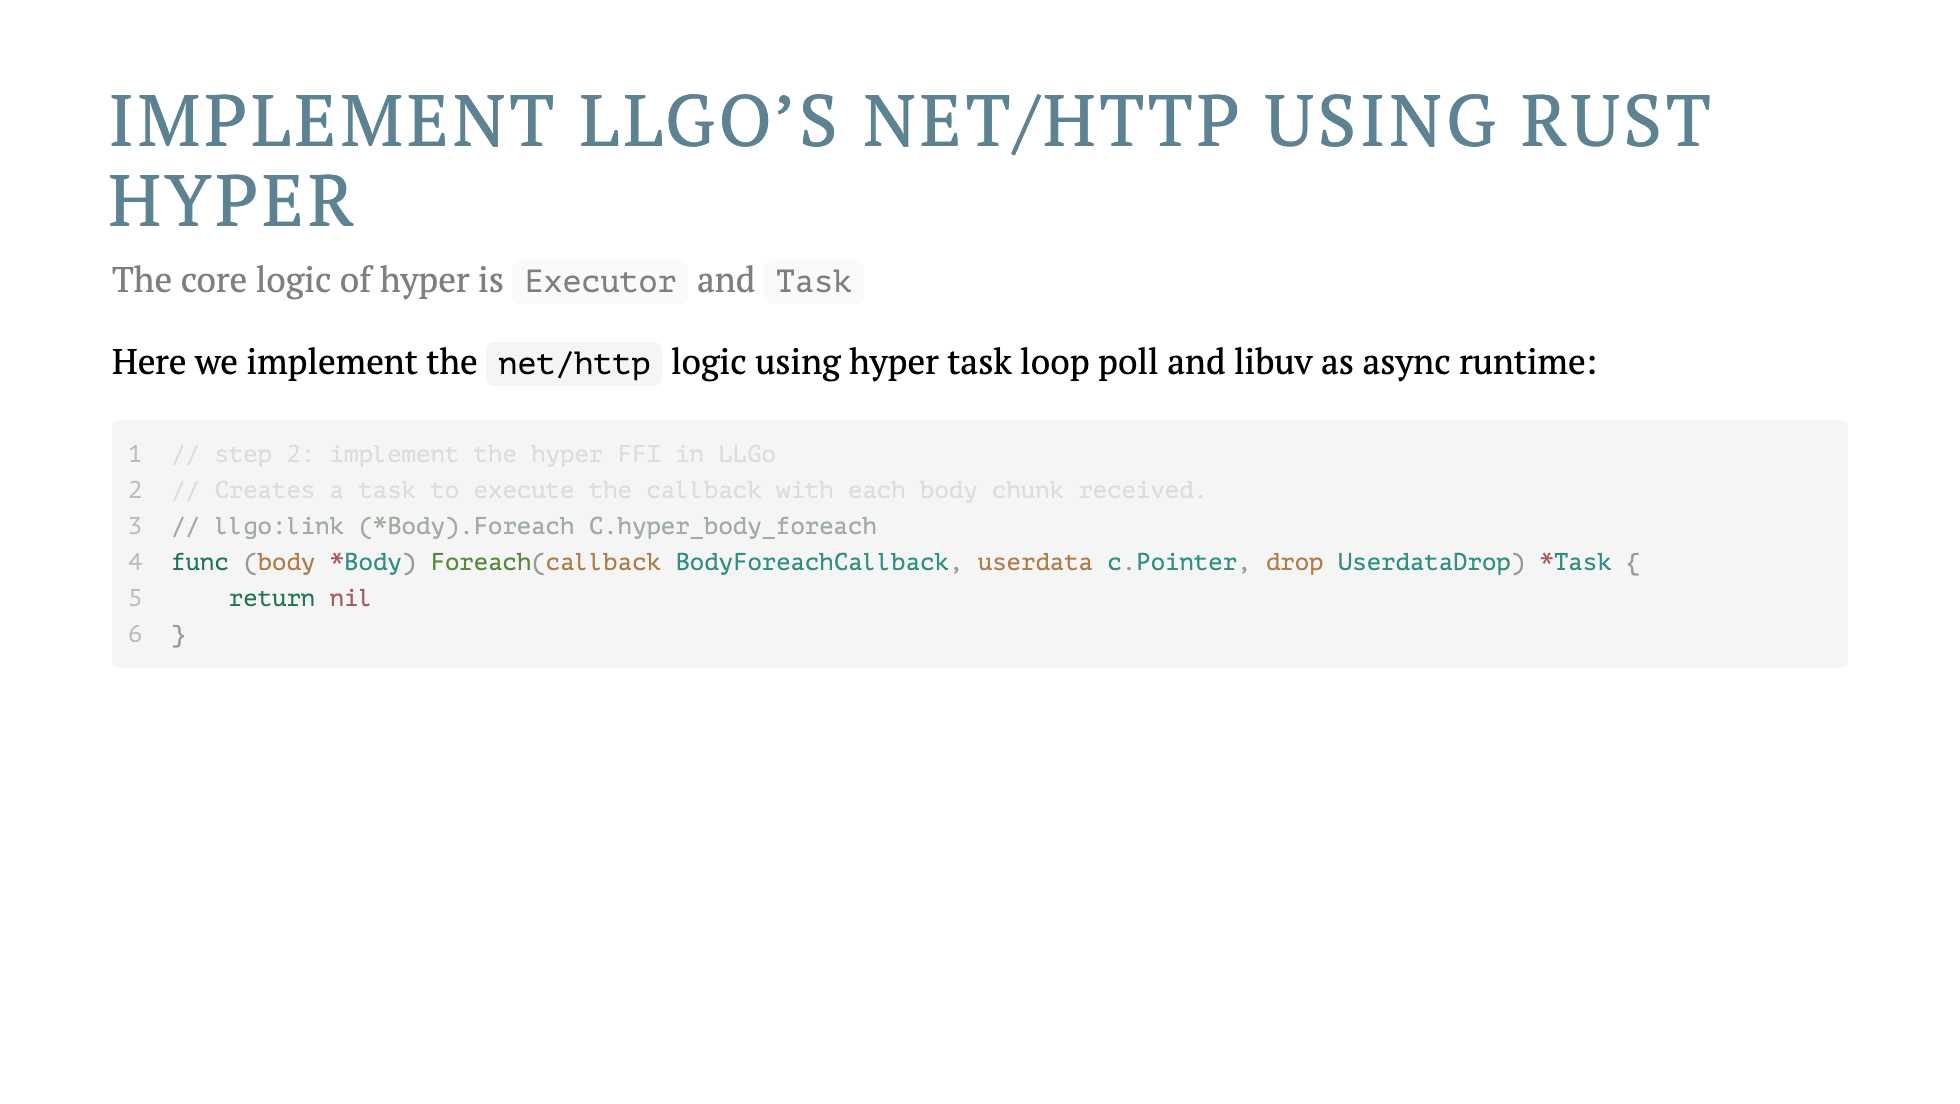 IMPLEMENT LLGO’S NET/HTTP USING RUST
HYPER
The core logic of hyper is Executor and Task
Here we implement the net/http logic using hyper task loop poll and libuv as async runtime:
1 // step 2: implement the hyper FFI in LLGo
2 // Creates a task to execute the callback with each body chunk received.
3 // llgo:link (*Body).Foreach C.hyper_body_foreach
4 func (body *Body) Foreach(callback BodyForeachCallback, userdata c.Pointer, drop UserdataDrop) *Task {
5     return nil
6 }